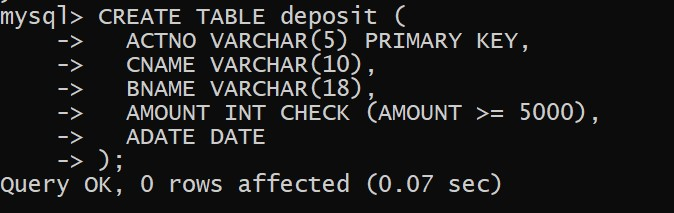 mysql> CREATE TABLE deposit (
    ->   ACTNO VARCHAR(5) PRIMARY KEY,
    ->   CNAME VARCHAR(10),
    ->   BNAME VARCHAR(18),
    ->   AMOUNT INT CHECK (AMOUNT >= 5000),
    ->   ADATE DATE
    -> );
Query OK, 0 rows affected (0.07 sec)